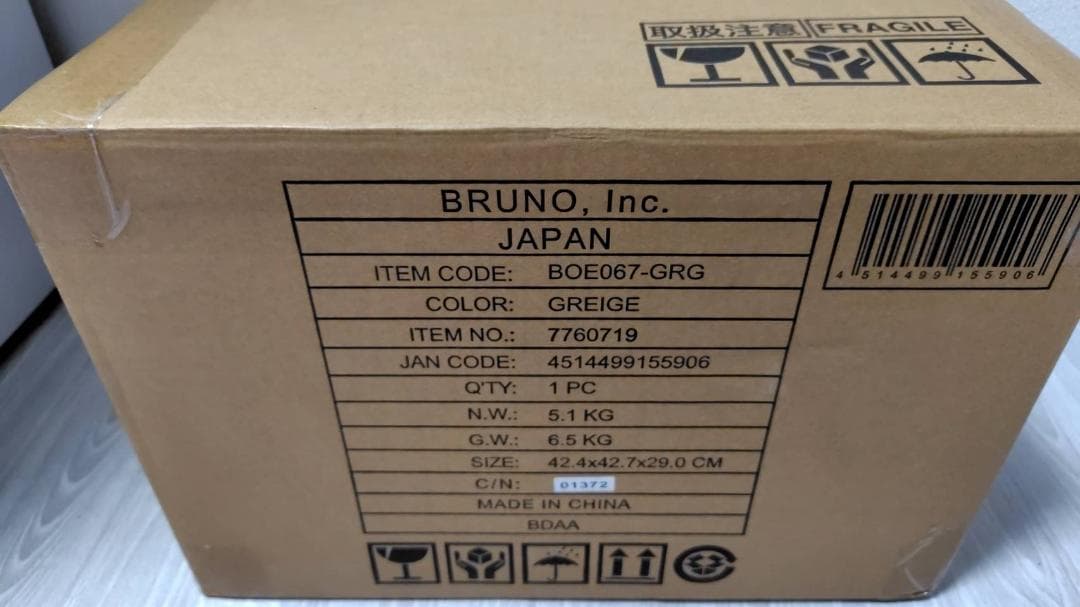 取扱注意 FRAGILE
BRUNO, Inc.
JAPAN
ITEM CODE: BOE067-GRG
COLOR: GREIGE
ITEM NO.: 7760719
JAN CODE: 4514499155906
Q'TY: 1 PC
N.W.: 5.1 KG
G.W.: 6.5 KG
SIZE: 42.4x42.7x29.0 CM
C/N: 01372
MADE IN CHINA
BDAA
4 514499 155906